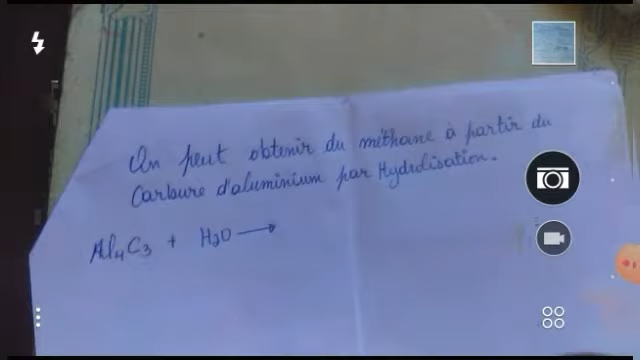 On peut obtenir du méthane à partir du
Carbure d'aluminium par Hydrolisation.
Al₄C₃ + H₂O ⟶